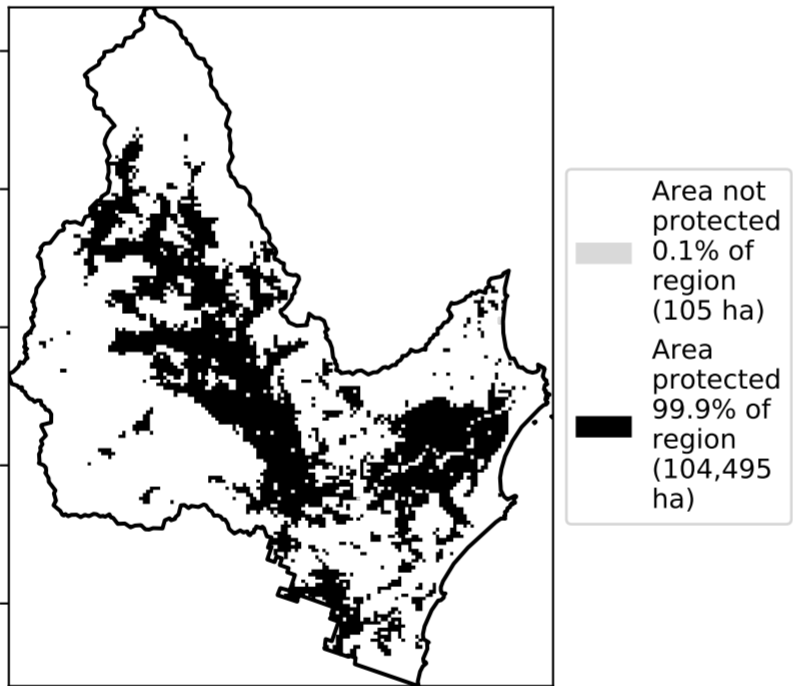 Area not
protected
0.1% of
region
(105 ha)
Area
protected
99.9% of
region
(104,495
ha)